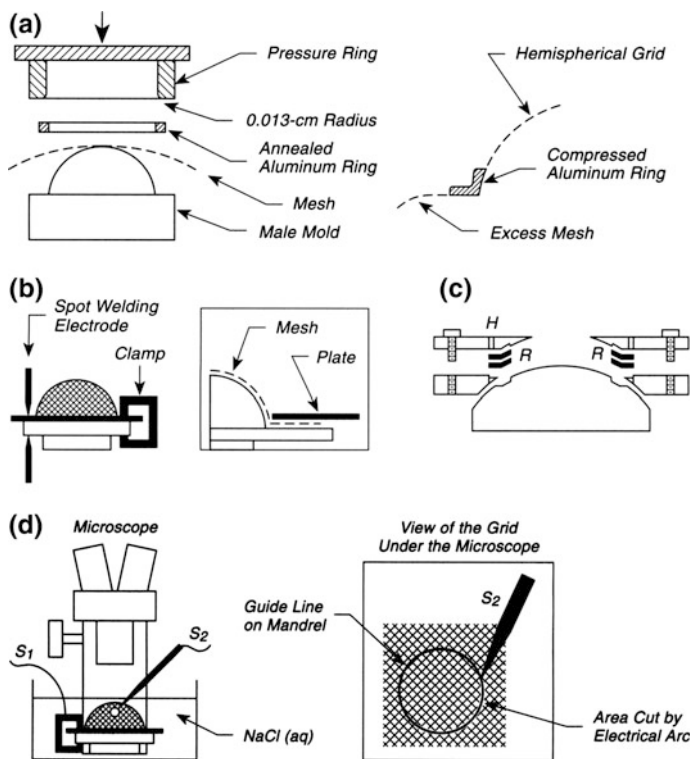 (a)
Pressure Ring
0.013-cm Radius
Annealed
Aluminum Ring
Mesh
Male Mold
Hemispherical Grid
Compressed
Aluminum Ring
Excess Mesh
(b)
Spot Welding
Electrode
Clamp
Mesh
Plate
(c)
H
R
R
(d)
Microscope
S2
S1
NaCl (aq)
View of the Grid
Under the Microscope
S2
Guide Line
on Mandrel
Area Cut by
Electrical Arc